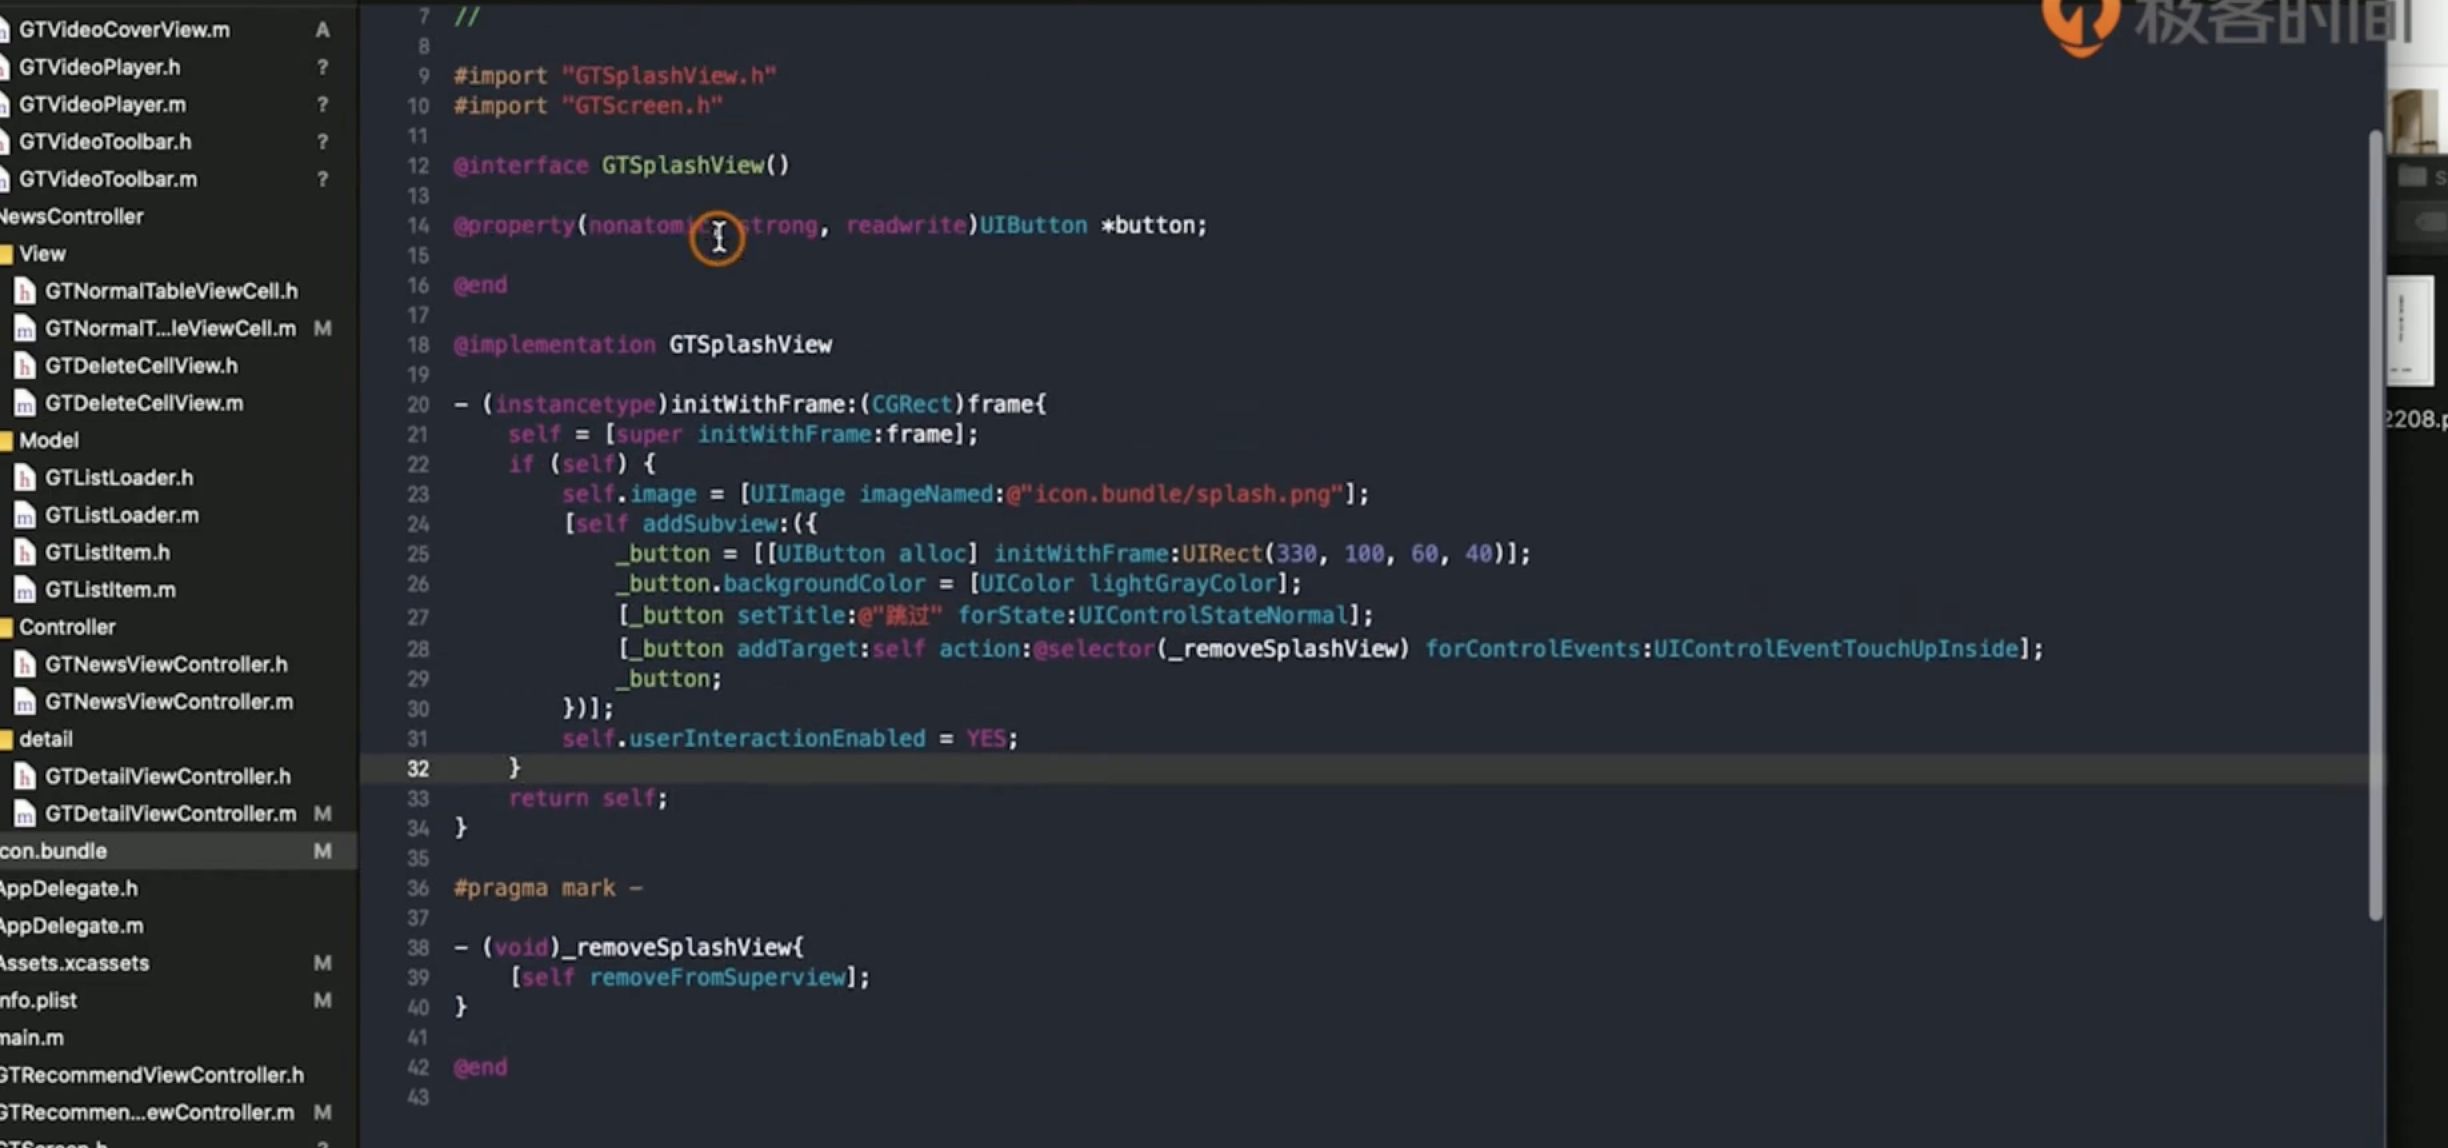 GTVideoCoverView.m A
GTVideoPlayer.h ?
GTVideoPlayer.m ?
GTVideoToolbar.h ?
GTVideoToolbar.m ?
NewsController
View
GTNormalTableViewCell.h
GTNormalT...leViewCell.m M
GTDeleteCellView.h
GTDeleteCellView.m
Model
GTListLoader.h
GTListLoader.m
GTListItem.h
GTListItem.m
Controller
GTNewsViewController.h
GTNewsViewController.m
detail
GTDetailViewController.h
GTDetailViewController.m M
con.bundle M
AppDelegate.h
AppDelegate.m
Assets.xcassets M
nfo.plist M
main.m
GTRecommendViewController.h
GTRecommen...ewController.m M
7 //
8
9 #import "GTSplashView.h"
10 #import "GTScreen.h"
11
12 @interface GTSplashView()
13
14 @property(nonatomic, strong, readwrite)UIButton *button;
15
16 @end
17
18 @implementation GTSplashView
19
20 - (instancetype)initWithFrame:(CGRect)frame{
21 self = [super initWithFrame:frame];
22 if (self) {
23 self.image = [UIImage imageNamed:@"icon.bundle/splash.png"];
24 [self addSubview:({
25 _button = [[UIButton alloc] initWithFrame:UIRect(330, 100, 60, 40)];
26 _button.backgroundColor = [UIColor lightGrayColor];
27 [_button setTitle:@"跳过" forState:UIControlStateNormal];
28 [_button addTarget:self action:@selector(_removeSplashView) forControlEvents:UIControlEventTouchUpInside];
29 _button;
30 })];
31 self.userInteractionEnabled = YES;
32 }
33 return self;
34 }
35
36 #pragma mark -
37
38 - (void)_removeSplashView{
39 [self removeFromSuperview];
40 }
41
42 @end
43
极客时间
2208.p